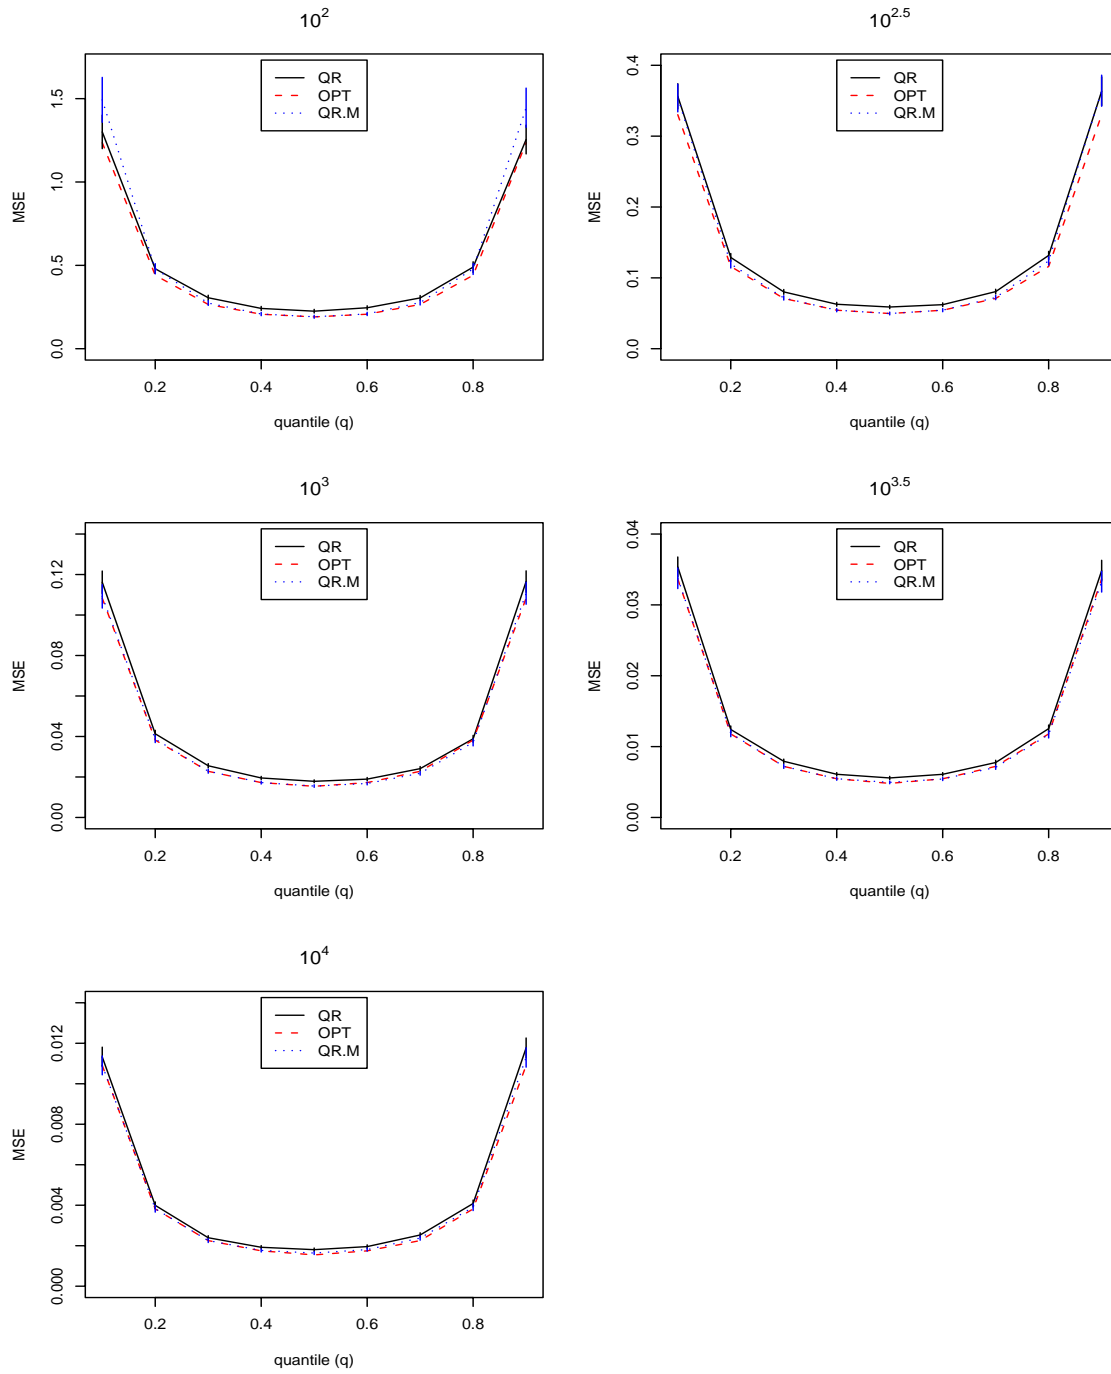 10^2
MSE
0.0 0.5 1.0 1.5
QR
OPT
QR.M
0.2 0.4 0.6 0.8
quantile (q)
10^2.5
MSE
0.0 0.1 0.2 0.3 0.4
QR
OPT
QR.M
0.2 0.4 0.6 0.8
quantile (q)
10^3
MSE
0.00 0.04 0.08 0.12
QR
OPT
QR.M
0.2 0.4 0.6 0.8
quantile (q)
10^3.5
MSE
0.00 0.01 0.02 0.03 0.04
QR
OPT
QR.M
0.2 0.4 0.6 0.8
quantile (q)
10^4
MSE
0.000 0.004 0.008 0.012
QR
OPT
QR.M
0.2 0.4 0.6 0.8
quantile (q)